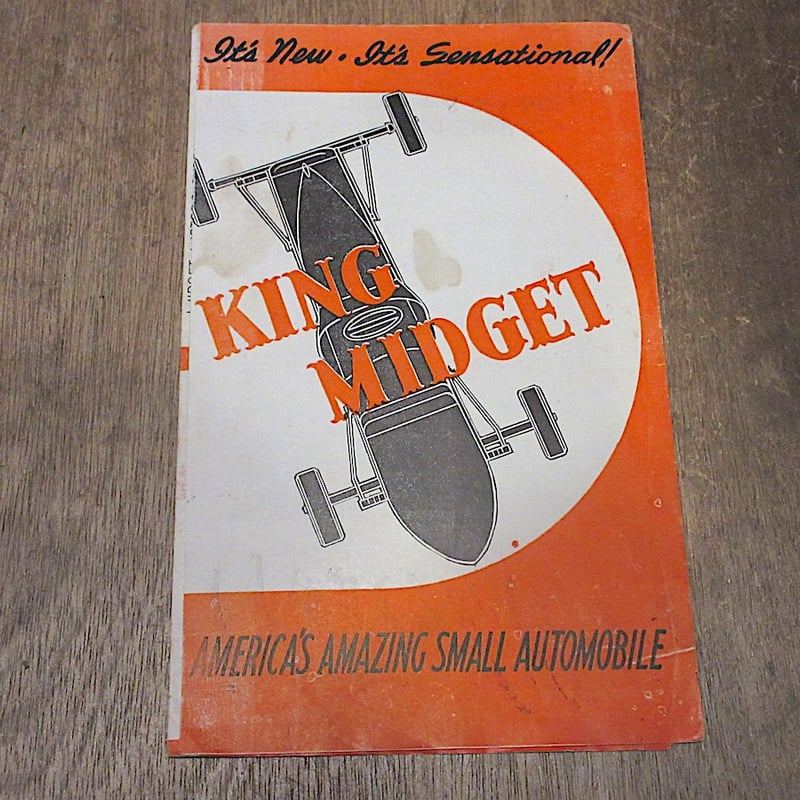 It's New • It's Sensational!
KING
MIDGET
AMERICA'S AMAZING SMALL AUTOMOBILE